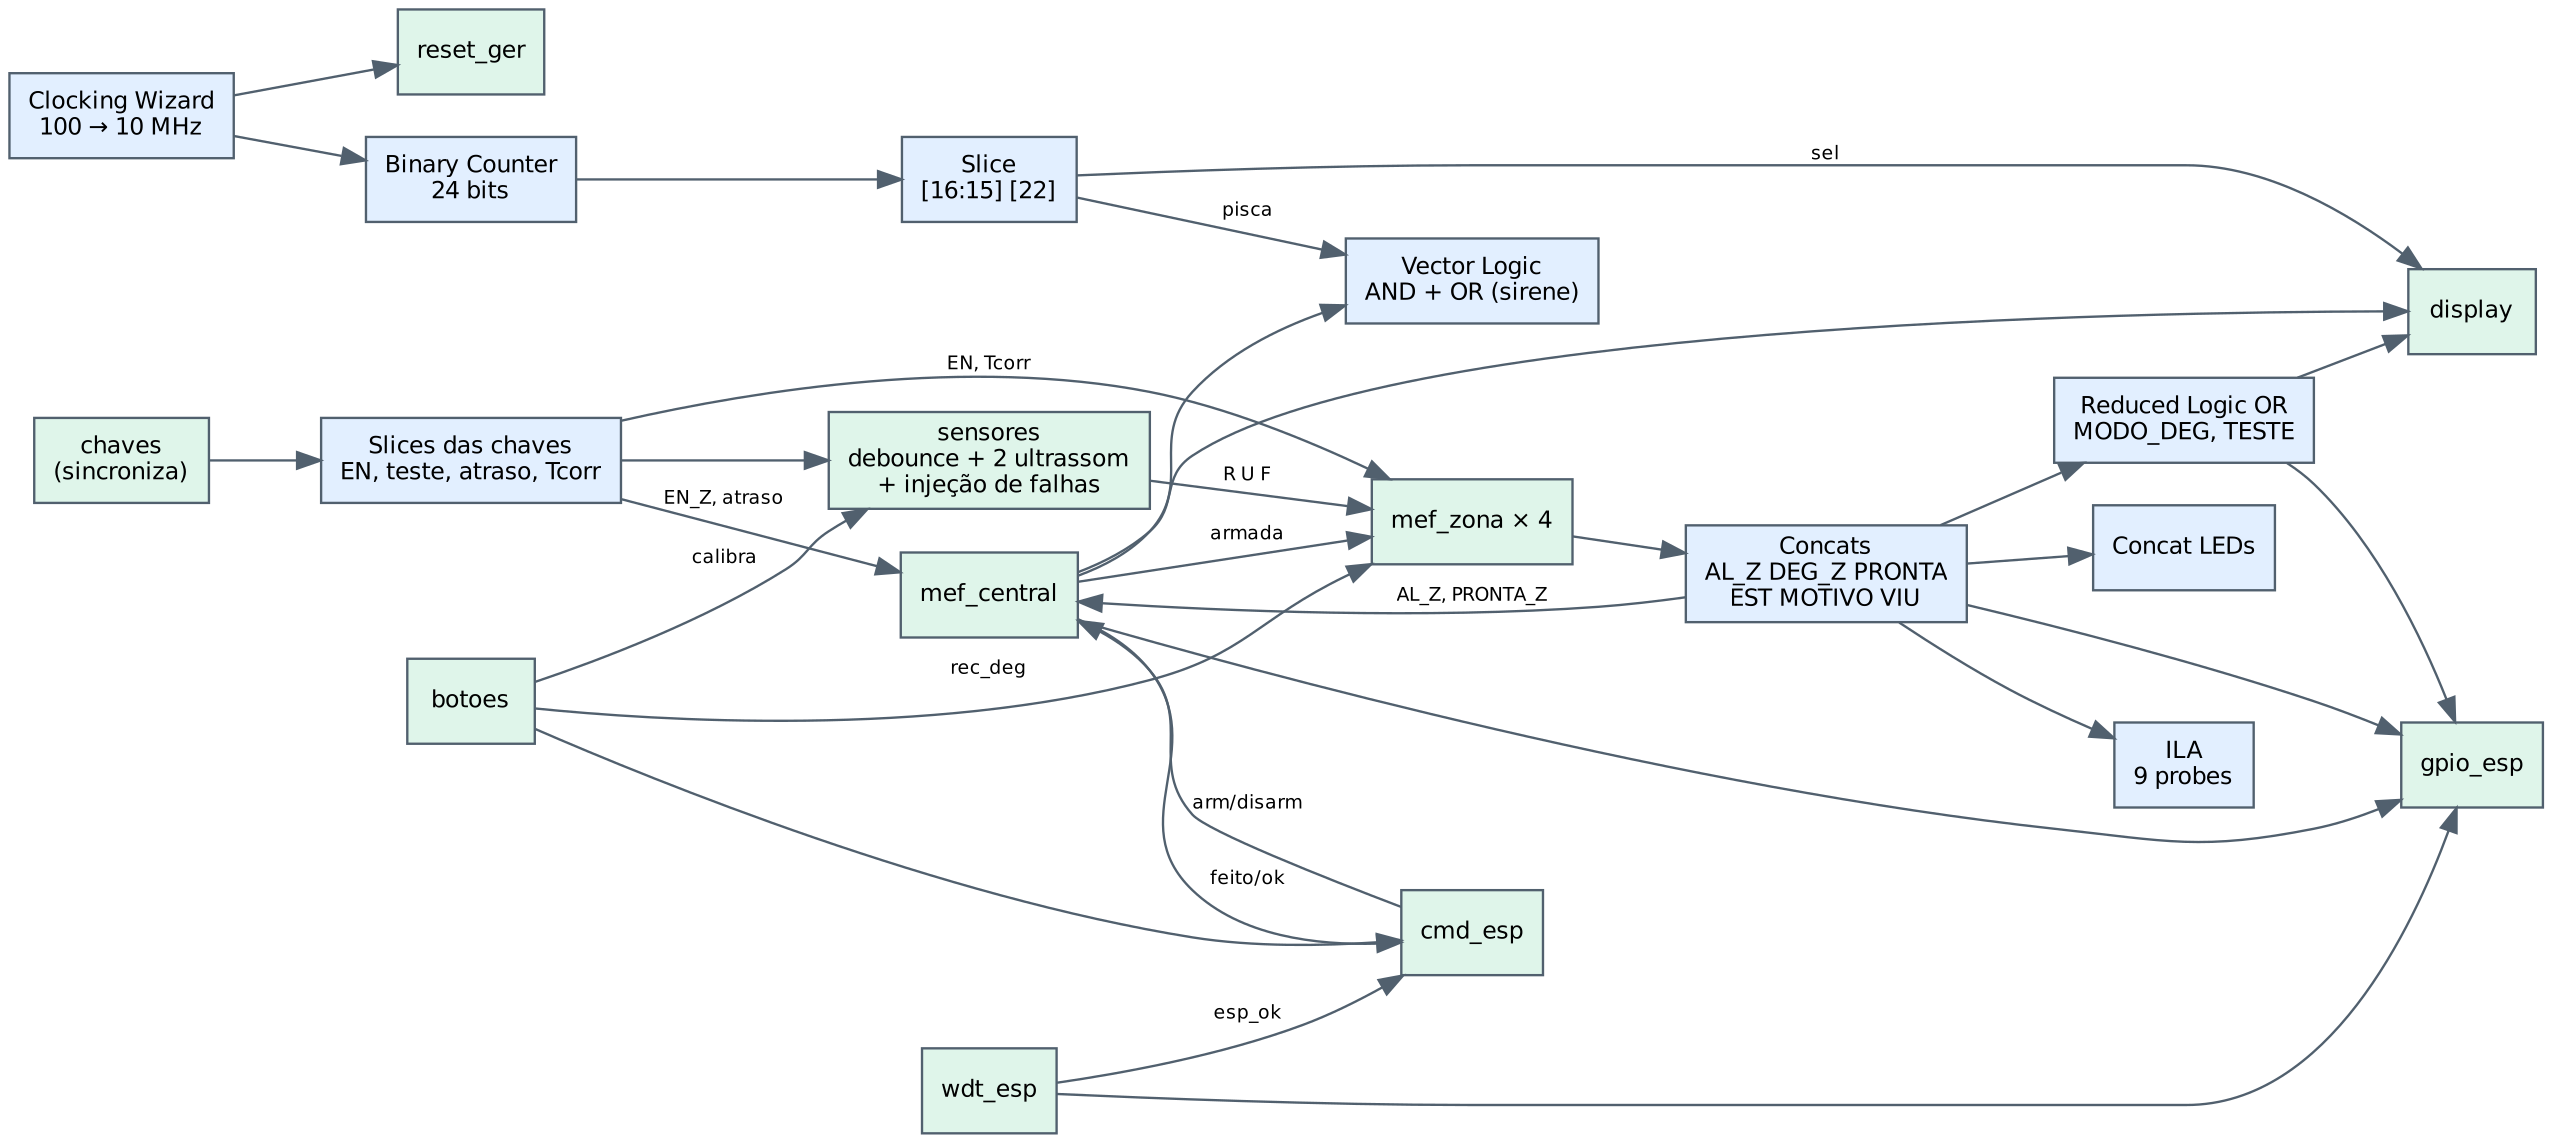 reset_ger
Clocking Wizard
100 → 10 MHz
Binary Counter
24 bits
Slice
[16:15] [22]
sel
pisca
Vector Logic
AND + OR (sirene)
display
EN, Tcorr
chaves
(sincroniza)
Slices das chaves
EN, teste, atraso, Tcorr
sensores
debounce + 2 ultrassom
+ injeção de falhas
R U F
Reduced Logic OR
MODO_DEG, TESTE
EN_Z, atraso
calibra
armada
mef_zona × 4
mef_central
Concats
AL_Z DEG_Z PRONTA
EST MOTIVO VIU
Concat LEDs
AL_Z, PRONTA_Z
botoes
rec_deg
ILA
9 probes
gpio_esp
arm/disarm
feito/ok
cmd_esp
esp_ok
wdt_esp